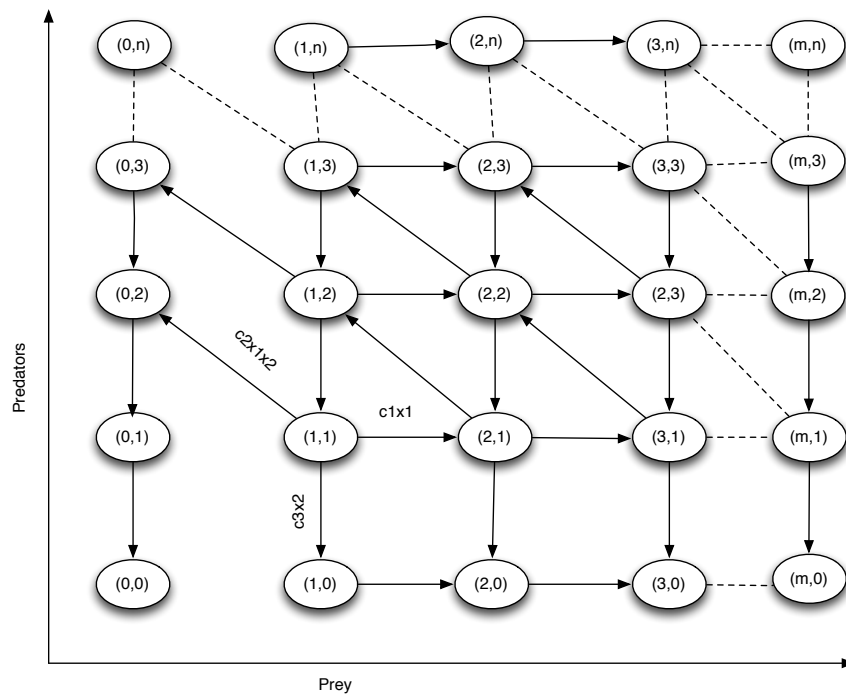 (0,n) (1,n) (2,n) (3,n) (m,n)
(0,3) (1,3) (2,3) (3,3) (m,3)
(0,2) (1,2) (2,2) (2,3) (m,2)
c2x1x2
Predators
c1x1
(0,1) (1,1) (2,1) (3,1) (m,1)
c3x2
(0,0) (1,0) (2,0) (3,0) (m,0)
Prey